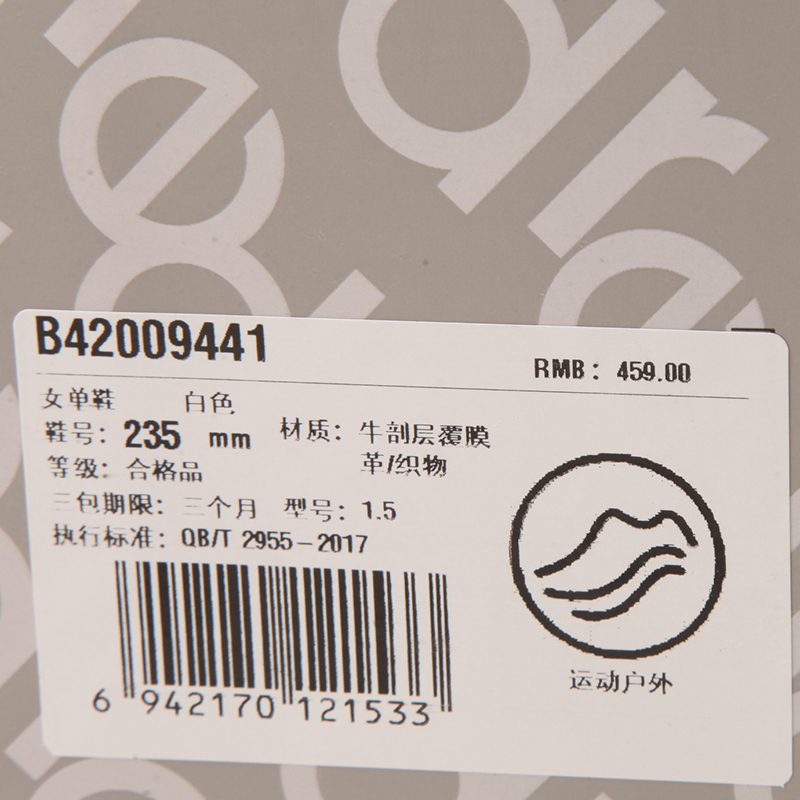 B42009441
RMB：459.00
女单鞋 白色
鞋号：235 mm 材质：牛剖层覆膜
革/织物
等级：合格品
三包期限：三个月 型号：1.5
执行标准：QB/T 2955-2017
6 942170 121533
运动户外